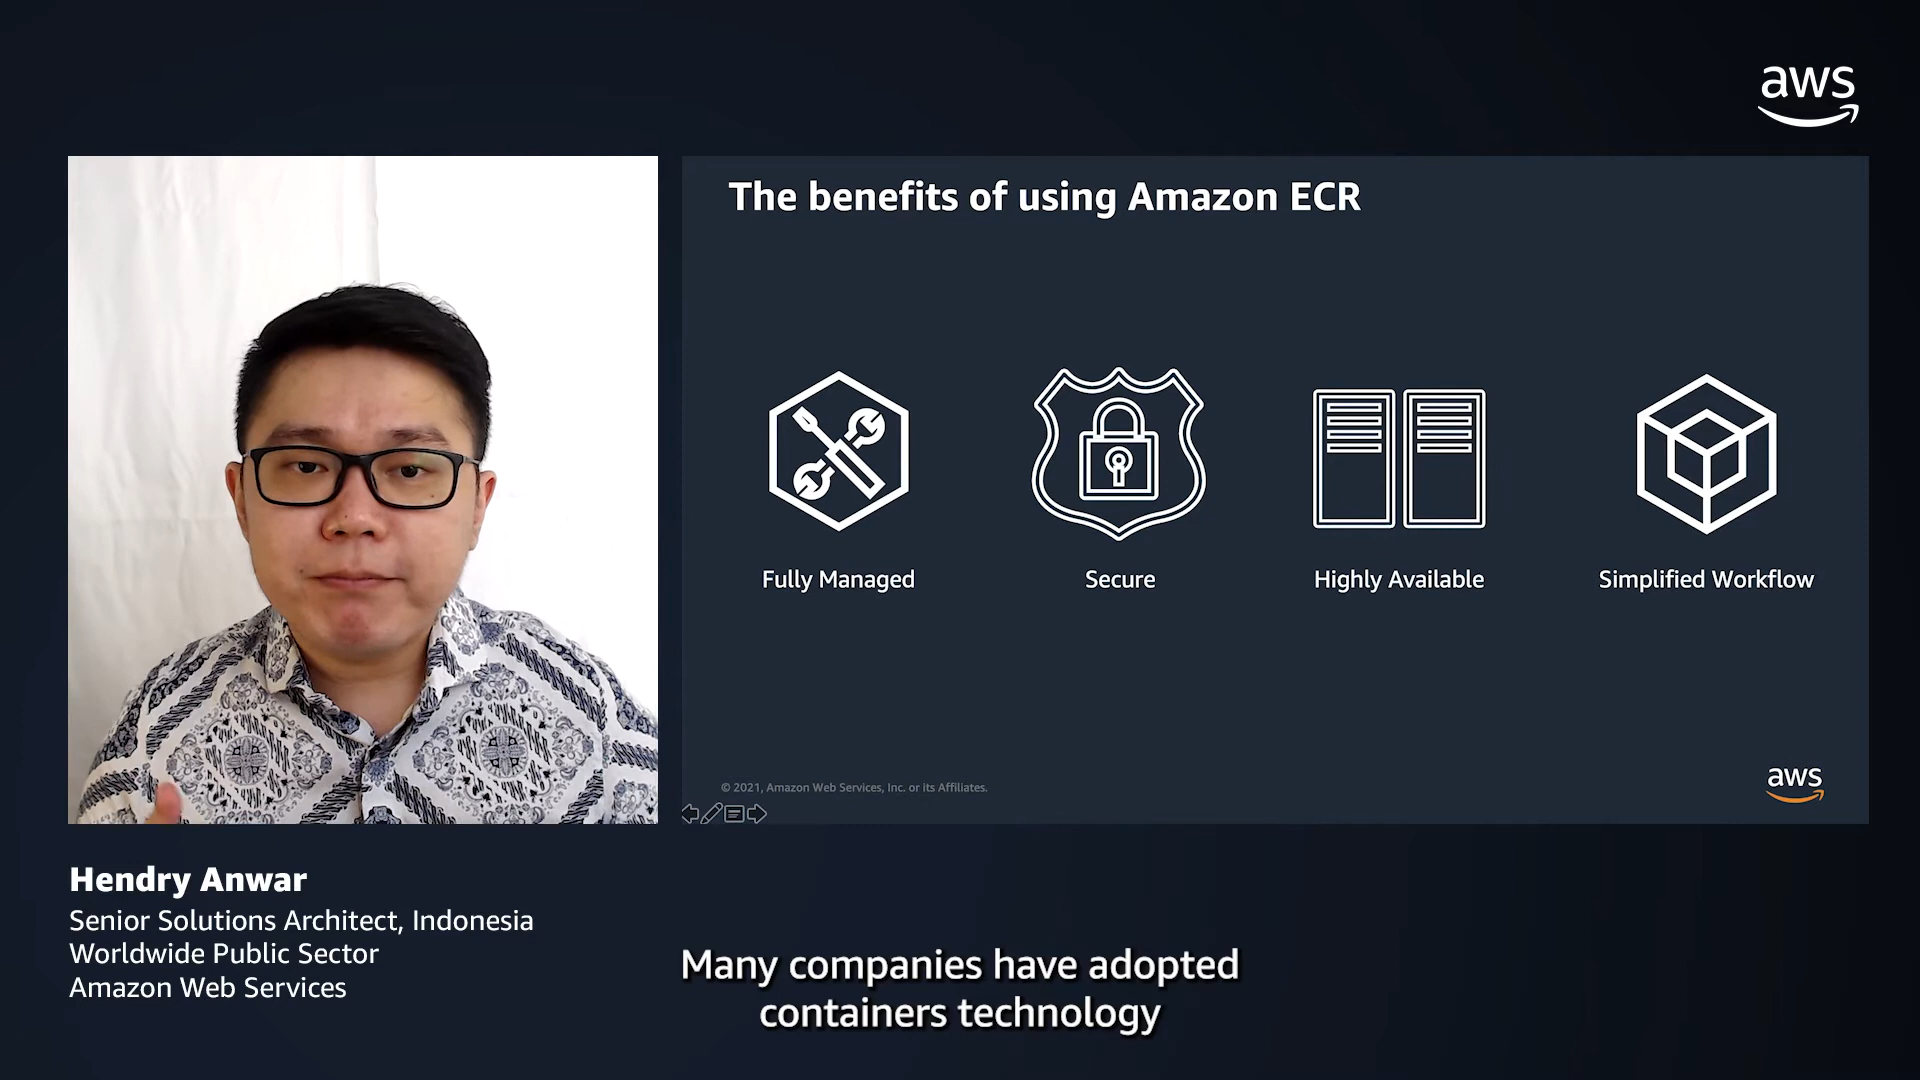 aws
The benefits of using Amazon ECR
Fully Managed
Secure
Highly Available
Simplified Workflow
© 2021, Amazon Web Services, Inc. or its Affiliates.
aws
Hendry Anwar
Senior Solutions Architect, Indonesia
Worldwide Public Sector
Amazon Web Services
Many companies have adopted
containers technology